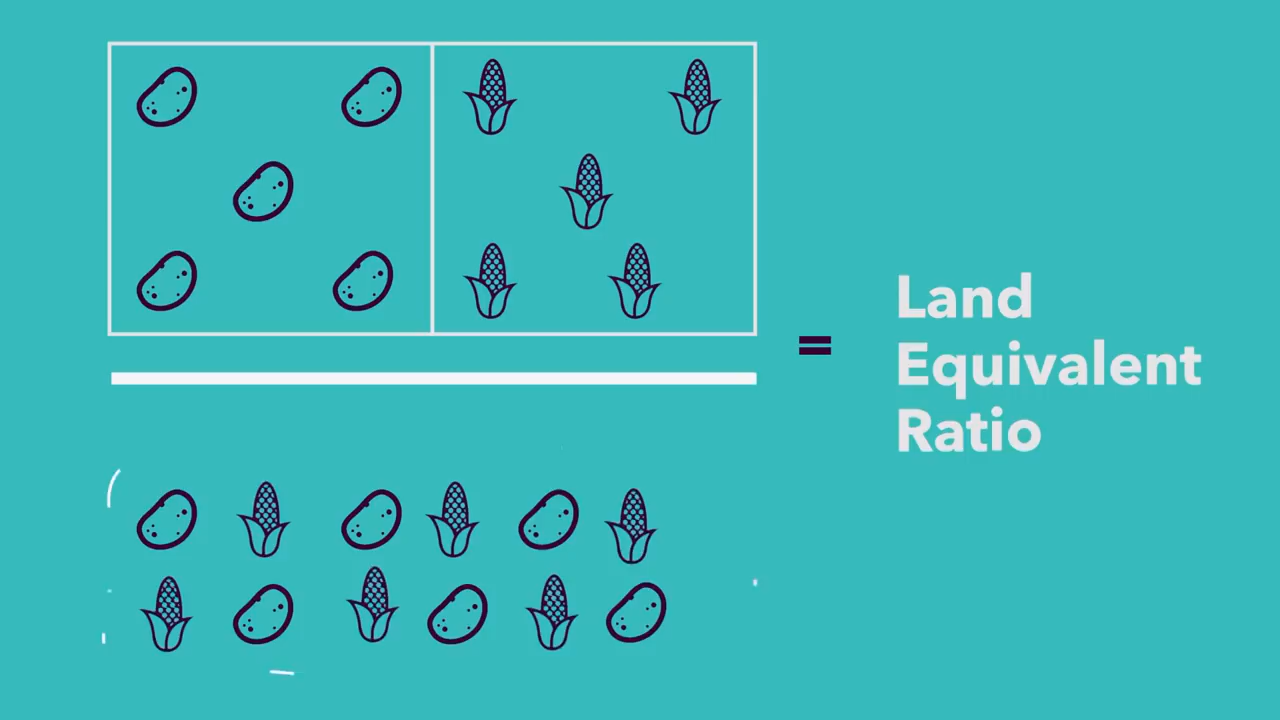 =
Land
Equivalent
Ratio